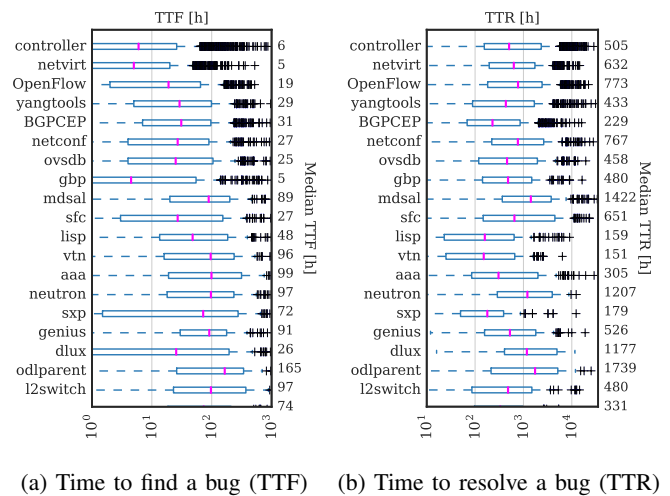 TTF [h]
controller 6
netvirt 5
OpenFlow 19
yangtools 29
BGPCEP 31
netconf 27
ovsdb 25
gbp 5
mdsal 89
sfc 27
lisp 48
vtn 96
aaa 99
neutron 97
sxp 72
genius 91
dlux 26
odlparent 165
l2switch 97
74
10^0 10^1 10^2 10^3
Median TTF [h]
(a) Time to find a bug (TTF)
TTR [h]
controller 505
netvirt 632
OpenFlow 773
yangtools 433
BGPCEP 229
netconf 767
ovsdb 458
gbp 480
mdsal 1422
sfc 651
lisp 159
vtn 151
aaa 305
neutron 1207
sxp 179
genius 526
dlux 1177
odlparent 1739
l2switch 480
331
10^1 10^2 10^3 10^4
Median TTR [h]
(b) Time to resolve a bug (TTR)